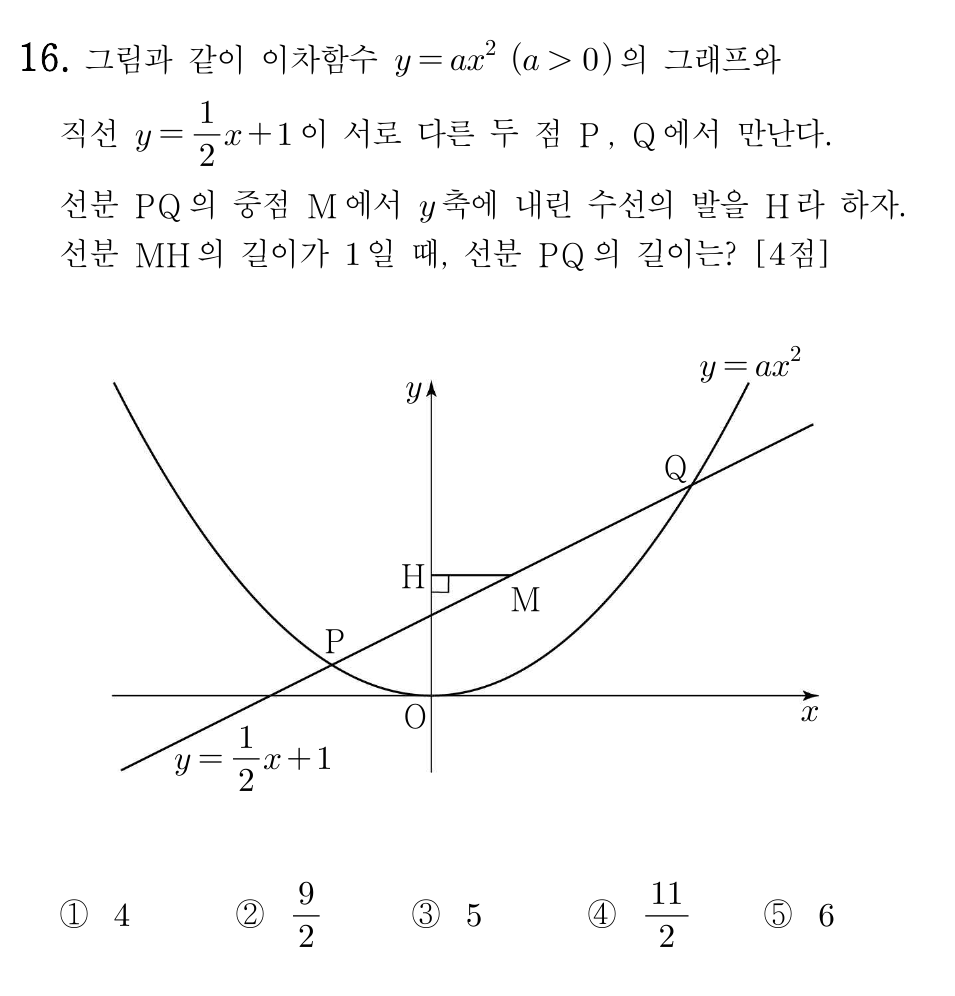 16. 그림과 같이 이차함수 y=ax² (a>0)의 그래프와
직선 y=1/2x+1이 서로 다른 두 점 P, Q에서 만난다.
선분 PQ의 중점 M에서 y축에 내린 수선의 발을 H라 하자.
선분 MH의 길이가 1일 때, 선분 PQ의 길이는? [4점]
y=ax²
y
Q
H
M
P
O
x
y=1/2x+1
① 4 ② 9/2 ③ 5 ④ 11/2 ⑤ 6